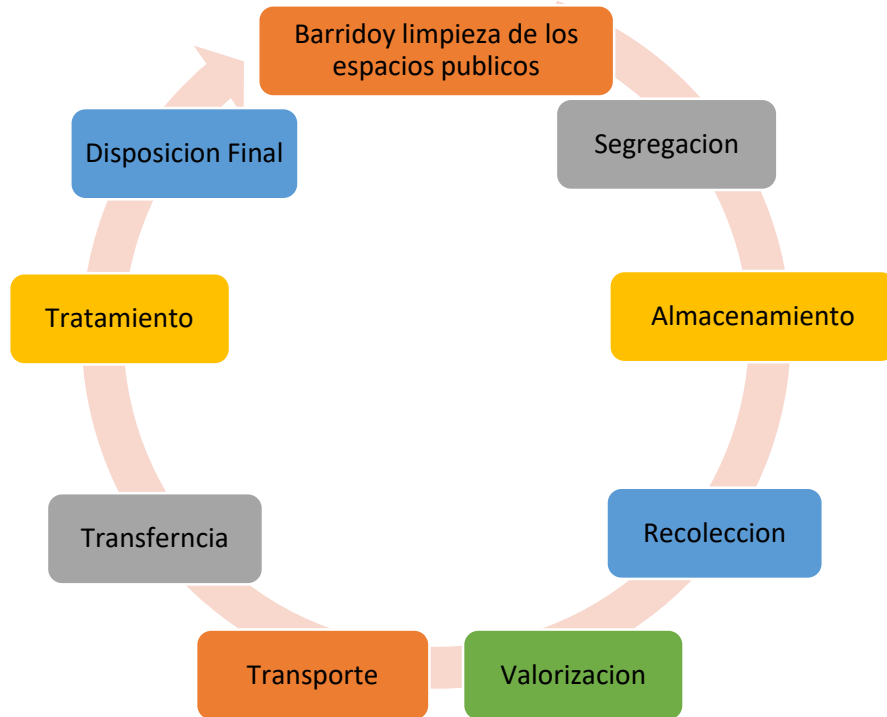 Barridoy limpieza de los
espacios publicos
Segregacion
Almacenamiento
Recoleccion
Valorizacion
Transporte
Transferncia
Tratamiento
Disposicion Final